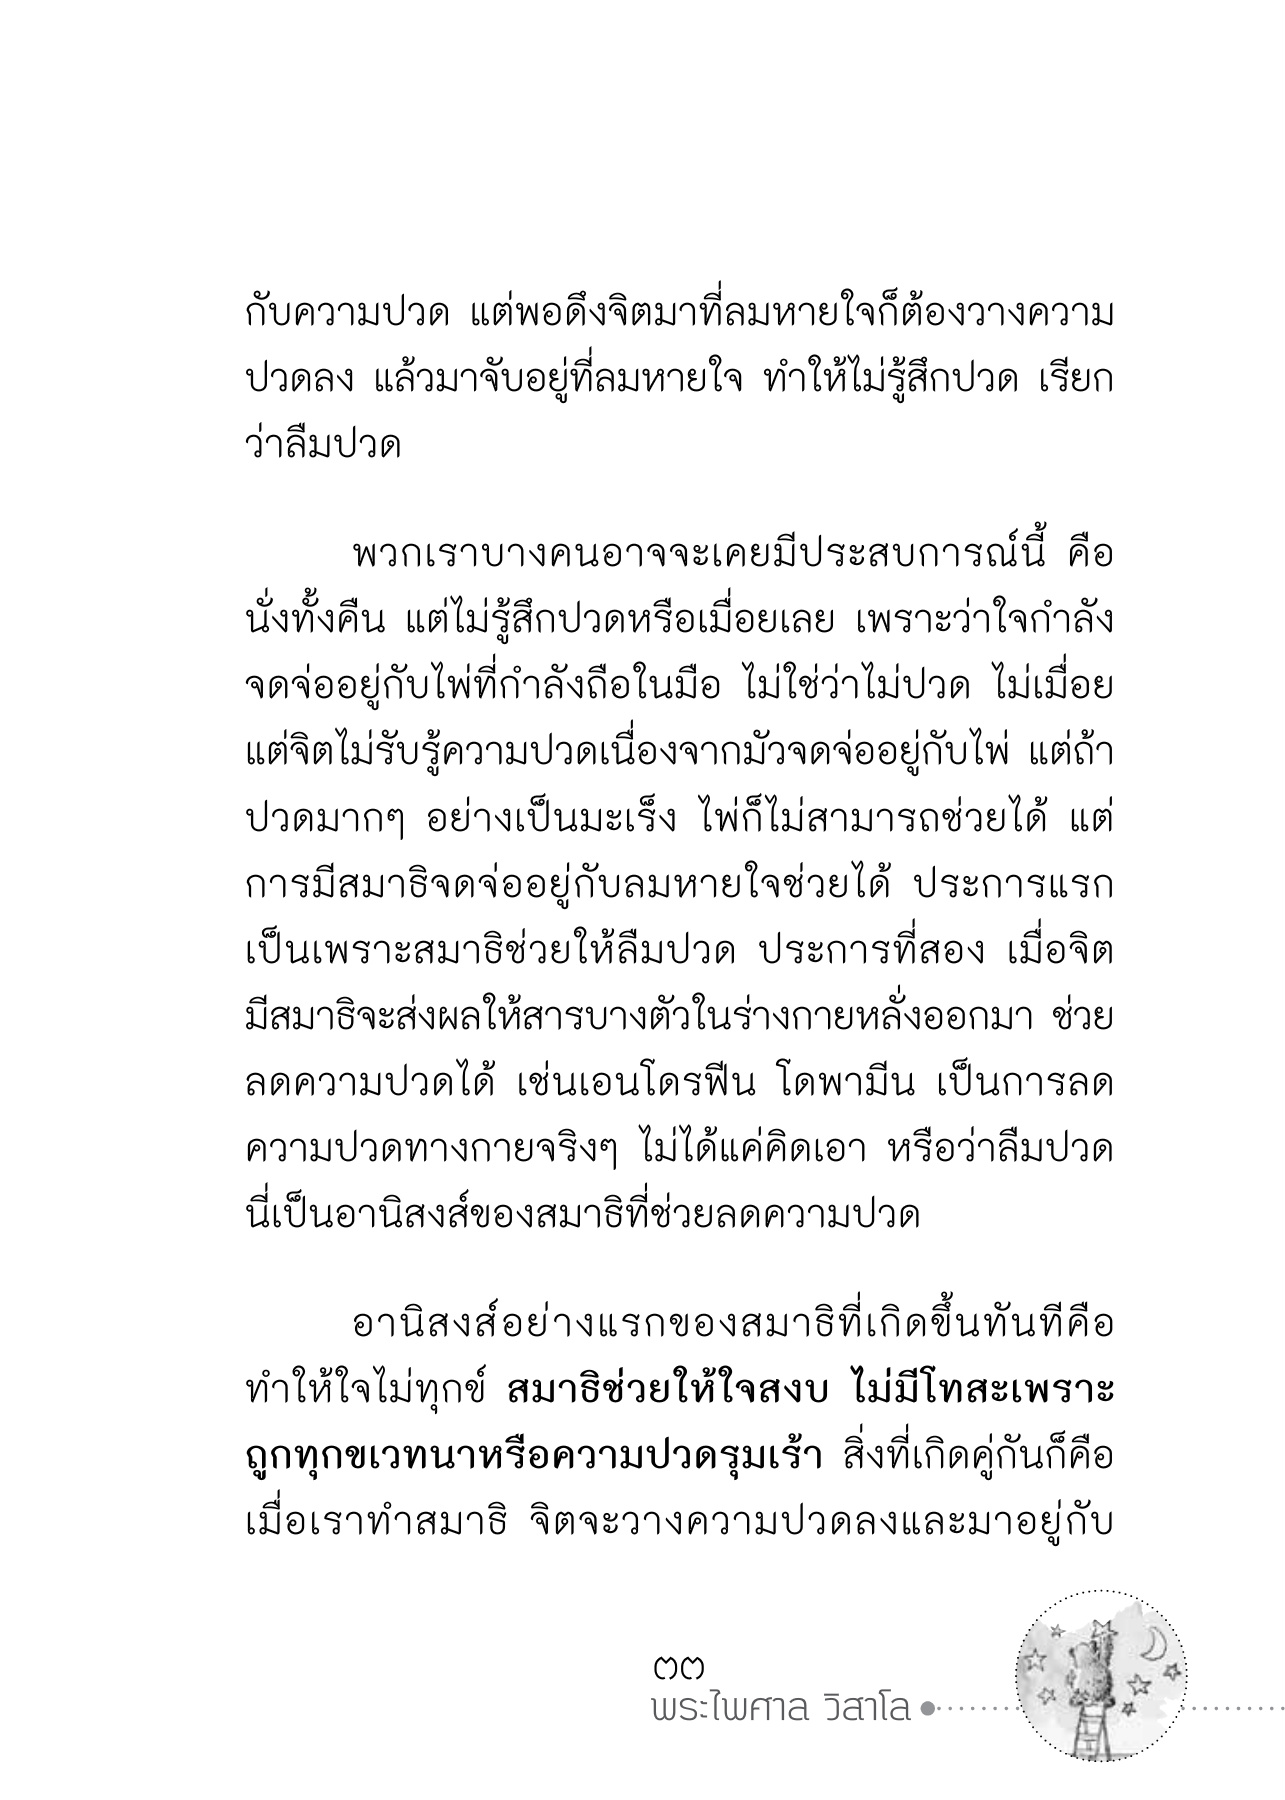 กับความปวด แต่พอดึงจิตมาที่ลมหายใจก็ต้องวางความ
ปวดลง แล้วมาจับอยู่ที่ลมหายใจ ทำให้ไม่รู้สึกปวด เรียก
ว่าลืมปวด
พวกเราบางคนอาจจะเคยมีประสบการณ์นี้ คือ
นั่งทั้งคืน แต่ไม่รู้สึกปวดหรือเมื่อยเลย เพราะว่าใจกำลัง
จดจ่ออยู่กับไพ่ที่กำลังถือในมือ ไม่ใช่ว่าไม่ปวด ไม่เมื่อย
แต่จิตไม่รับรู้ความปวดเนื่องจากมัวจดจ่ออยู่กับไพ่ แต่ถ้า
ปวดมากๆ อย่างเป็นมะเร็ง ไพ่ก็ไม่สามารถช่วยได้ แต่
การมีสมาธิจดจ่ออยู่กับลมหายใจช่วยได้ ประการแรก
เป็นเพราะสมาธิช่วยให้ลืมปวด ประการที่สอง เมื่อจิต
มีสมาธิจะส่งผลให้สารบางตัวในร่างกายหลั่งออกมา ช่วย
ลดความปวดได้ เช่นเอนโดรฟีน โดพามีน เป็นการลด
ความปวดทางกายจริงๆ ไม่ได้แค่คิดเอา หรือว่าลืมปวด
นี่เป็นอานิสงส์ของสมาธิที่ช่วยลดความปวด
อานิสงส์อย่างแรกของสมาธิที่เกิดขึ้นทันทีคือ
ทำให้ใจไม่ทุกข์ สมาธิช่วยให้ใจสงบ ไม่มีโทสะเพราะ
ถูกทุกขเวทนาหรือความปวดรุมเร้า สิ่งที่เกิดคู่กันก็คือ
เมื่อเราทำสมาธิ จิตจะวางความปวดลงและมาอยู่กับ
๓๓
พระไพศาล วิสาโล